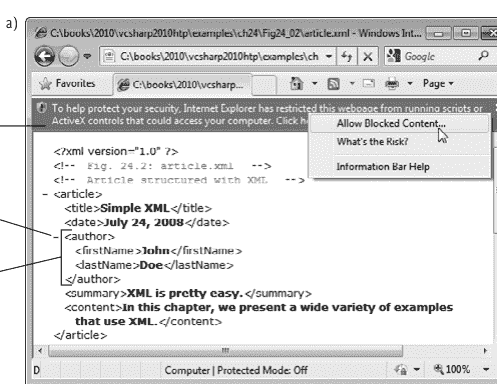 a)
C:\books\2010\vcsharp2010htp\examples\ch24\Fig24_02\article.xml - Windows Int...
C:\books\2010\vcsharp2010htp\examples\ch
Google
Favorites
C:\books\2010\vcsharp...
Page
To help protect your security, Internet Explorer has restricted this webpage from running scripts or
ActiveX controls that could access your computer. Click
Allow Blocked Content...
What's the Risk?
Information Bar Help
<?xml version="1.0" ?>
<!-- Fig. 24.2: article.xml -->
<!-- Article structured with XML -->
- <article>
<title>Simple XML</title>
<date>July 24, 2008</date>
- <author>
<firstName>John</firstName>
<lastName>Doe</lastName>
</author>
<summary>XML is pretty easy.</summary>
<content>In this chapter, we present a wide variety of examples
that use XML.</content>
</article>
D
Computer | Protected Mode: Off
100%